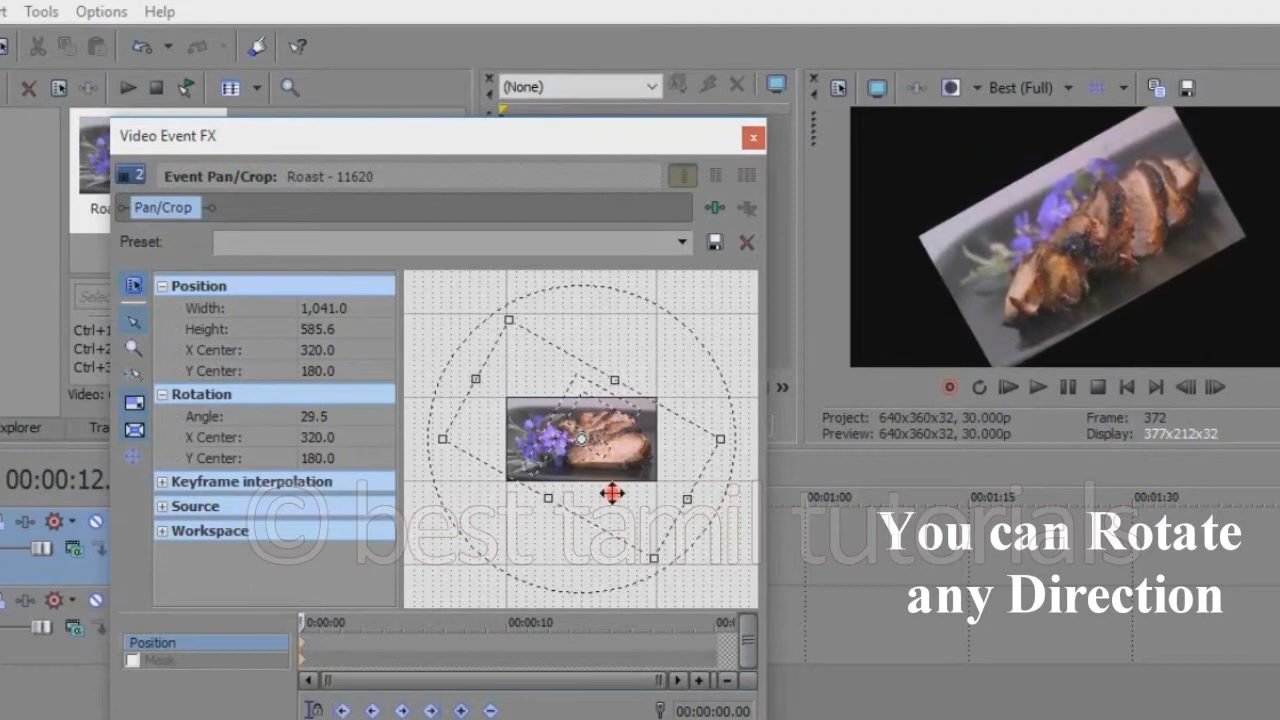 Tools Options Help
(None)
Best (Full)
Video Event FX
2 Event Pan/Crop: Roast - 11620
Pan/Crop
Preset:
Position
Width: 1,041.0
Height: 585.6
X Center: 320.0
Y Center: 180.0
Rotation
Angle: 29.5
X Center: 320.0
Y Center: 180.0
Keyframe interpolation
Source
Workspace
Ctrl+1
Ctrl+2
Video:
Project: 640x360x32, 30.000p
Preview: 640x360x32, 30.000p
Frame: 372
Display: 377x212x32
00:00:12.
00:01:00 00:01:15 00:01:30
© best tamil tutorials
You can Rotate
any Direction
0:00:00 00:00:10
Position
Mask
00:00:00.00